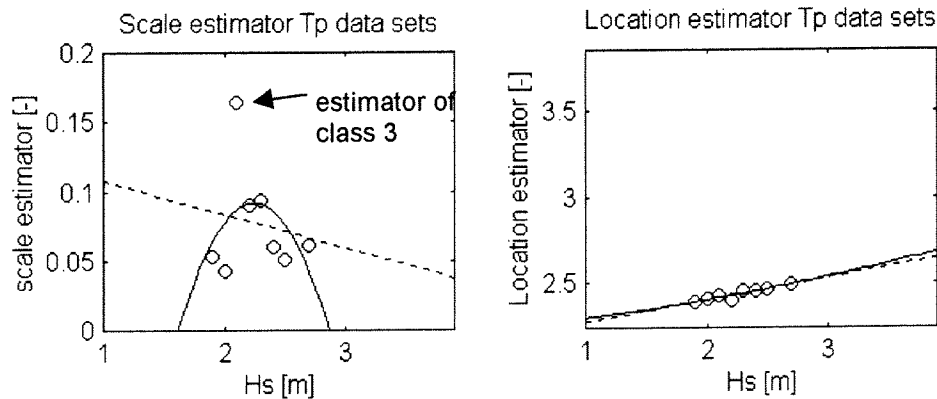 Scale estimator Tp data sets
scale estimator [-]
0.2
0.15
0.1
0.05
0
1
2
3
Hs [m]
estimator of
class 3
Location estimator Tp data sets
Location estimator [-]
3.5
3
2.5
1
2
3
Hs [m]